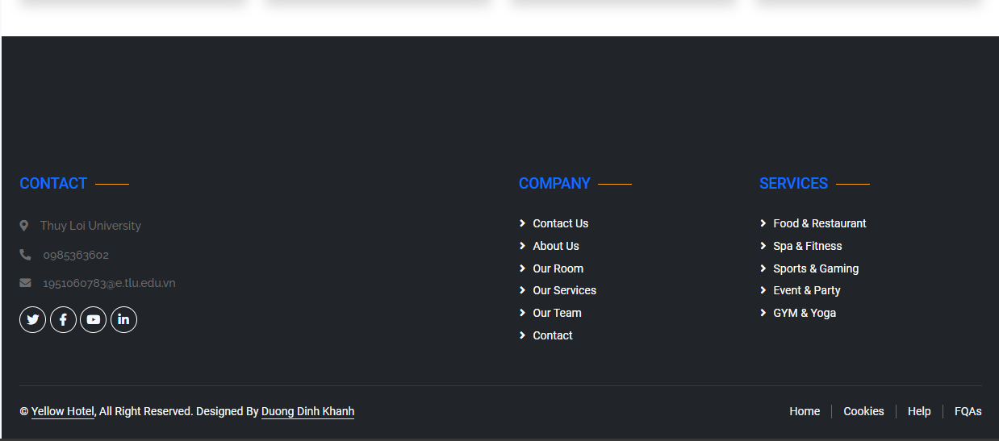 CONTACT
Thuy Loi University
0985363602
1951060783@e.tlu.edu.vn
COMPANY
Contact Us
About Us
Our Room
Our Services
Our Team
Contact
SERVICES
Food & Restaurant
Spa & Fitness
Sports & Gaming
Event & Party
GYM & Yoga
© Yellow Hotel, All Right Reserved. Designed By Duong Dinh Khanh
Home
Cookies
Help
FQAs